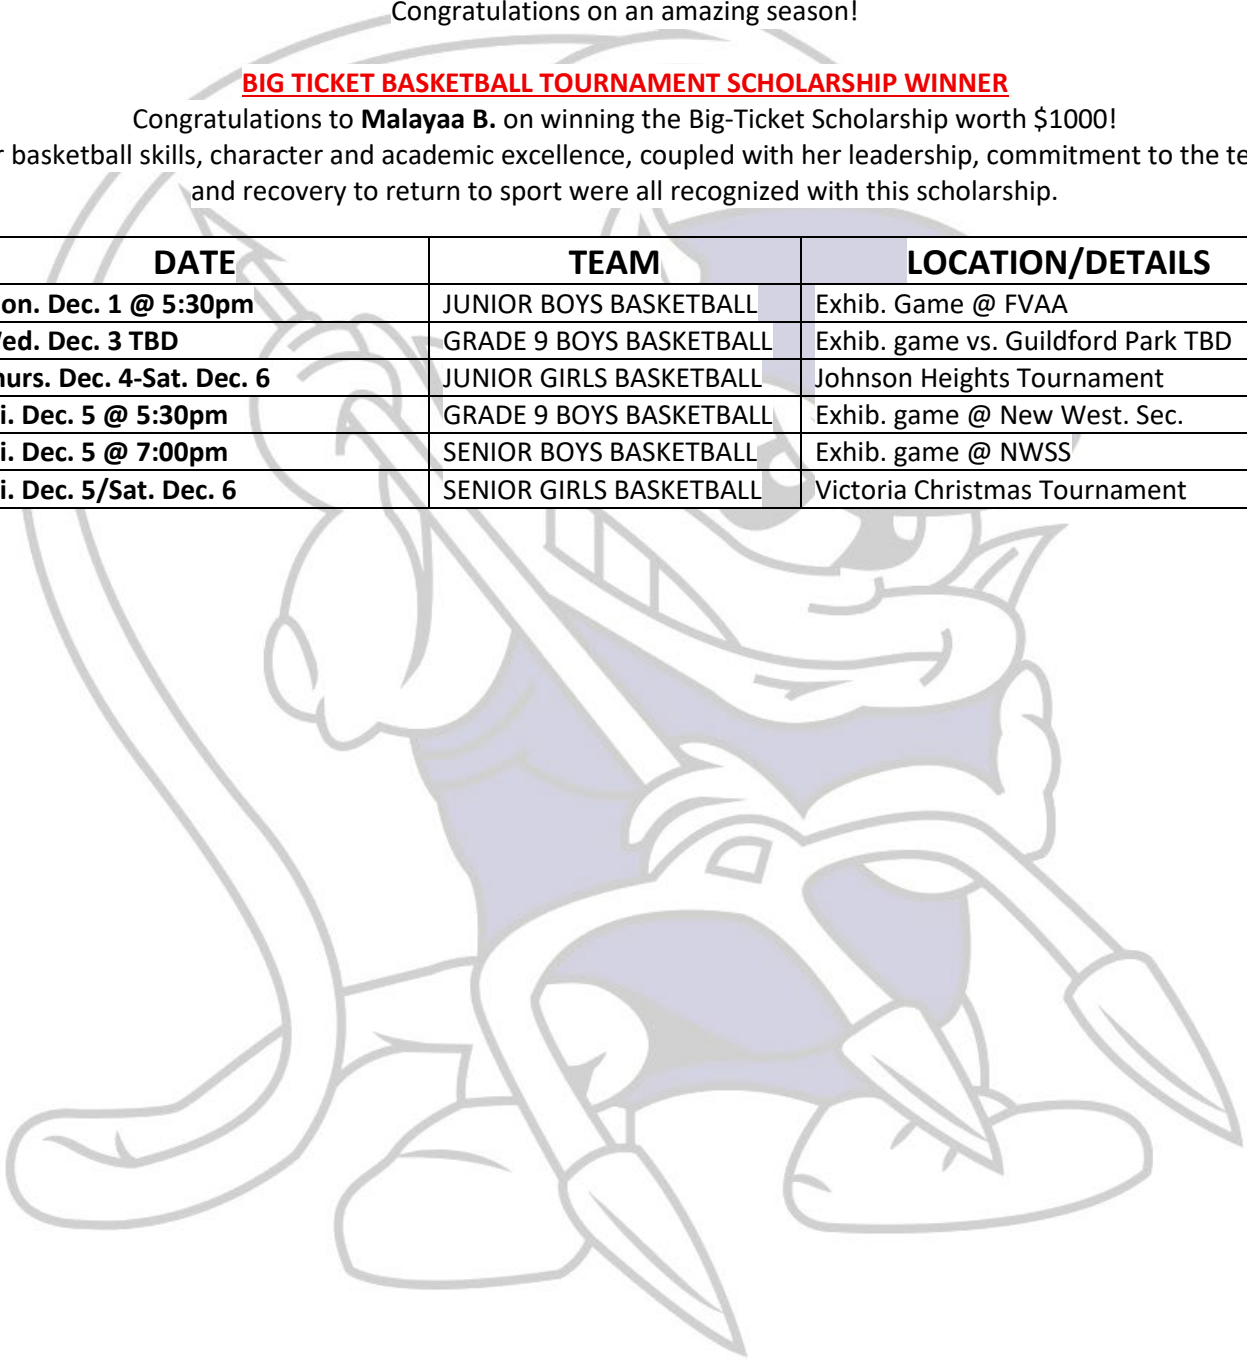 Congratulations on an amazing season!
BIG TICKET BASKETBALL TOURNAMENT SCHOLARSHIP WINNER
Congratulations to Malayaa B. on winning the Big-Ticket Scholarship worth $1000!
r basketball skills, character and academic excellence, coupled with her leadership, commitment to the te
and recovery to return to sport were all recognized with this scholarship.
DATE TEAM LOCATION/DETAILS
on. Dec. 1 @ 5:30pm JUNIOR BOYS BASKETBALL Exhib. Game @ FVAA
ed. Dec. 3 TBD GRADE 9 BOYS BASKETBALL Exhib. game vs. Guildford Park TBD
urs. Dec. 4-Sat. Dec. 6 JUNIOR GIRLS BASKETBALL Johnson Heights Tournament
i. Dec. 5 @ 5:30pm GRADE 9 BOYS BASKETBALL Exhib. game @ New West. Sec.
i. Dec. 5 @ 7:00pm SENIOR BOYS BASKETBALL Exhib. game @ NWSS
i. Dec. 5/Sat. Dec. 6 SENIOR GIRLS BASKETBALL Victoria Christmas Tournament